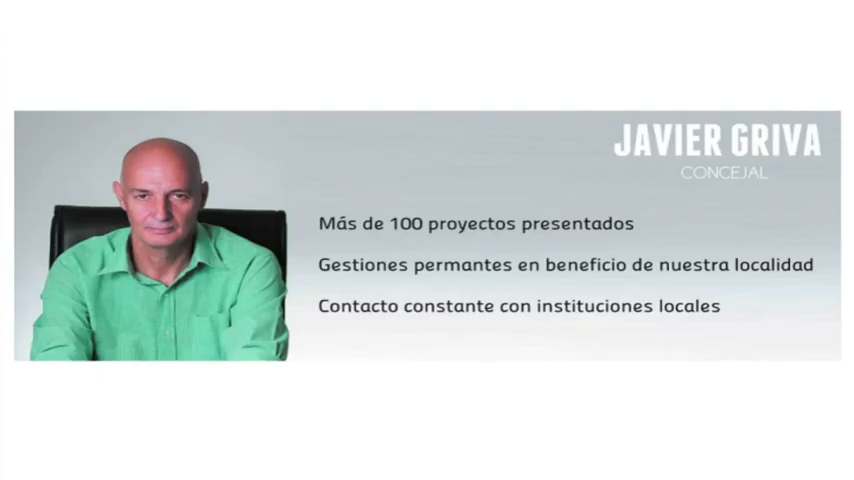 JAVIER GRIVA
CONCEJAL
Más de 100 proyectos presentados
Gestiones permantes en beneficio de nuestra localidad
Contacto constante con instituciones locales